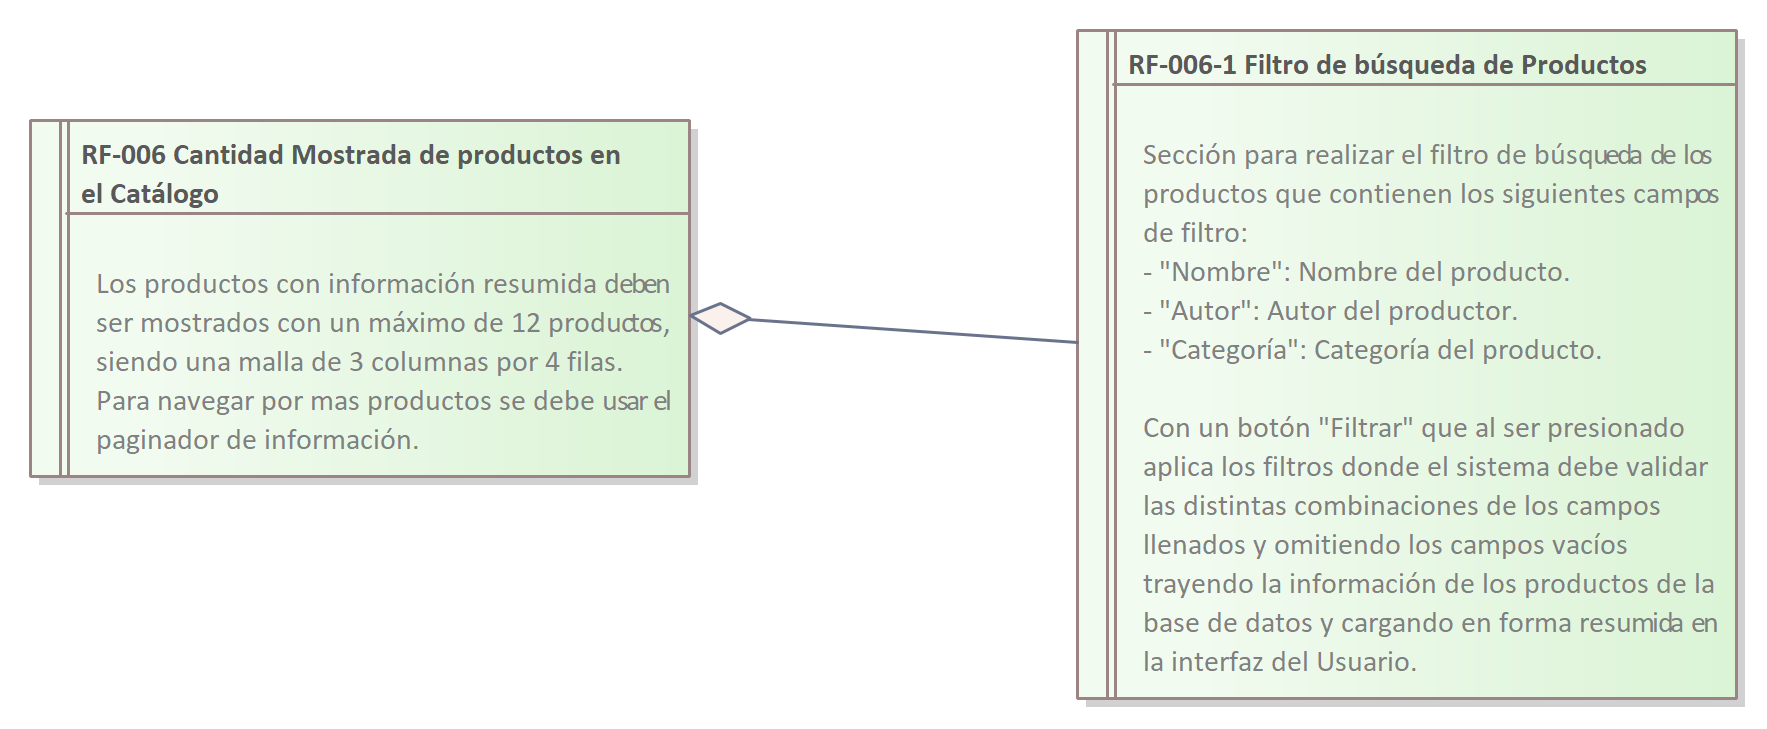 RF-006 Cantidad Mostrada de productos en
el Catálogo
Los productos con información resumida deben
ser mostrados con un máximo de 12 productos,
siendo una malla de 3 columnas por 4 filas.
Para navegar por mas productos se debe usar el
paginador de información.
RF-006-1 Filtro de búsqueda de Productos
Sección para realizar el filtro de búsqueda de los
productos que contienen los siguientes campos
de filtro:
- "Nombre": Nombre del producto.
- "Autor": Autor del productor.
- "Categoría": Categoría del producto.
Con un botón "Filtrar" que al ser presionado
aplica los filtros donde el sistema debe validar
las distintas combinaciones de los campos
llenados y omitiendo los campos vacíos
trayendo la información de los productos de la
base de datos y cargando en forma resumida en
la interfaz del Usuario.